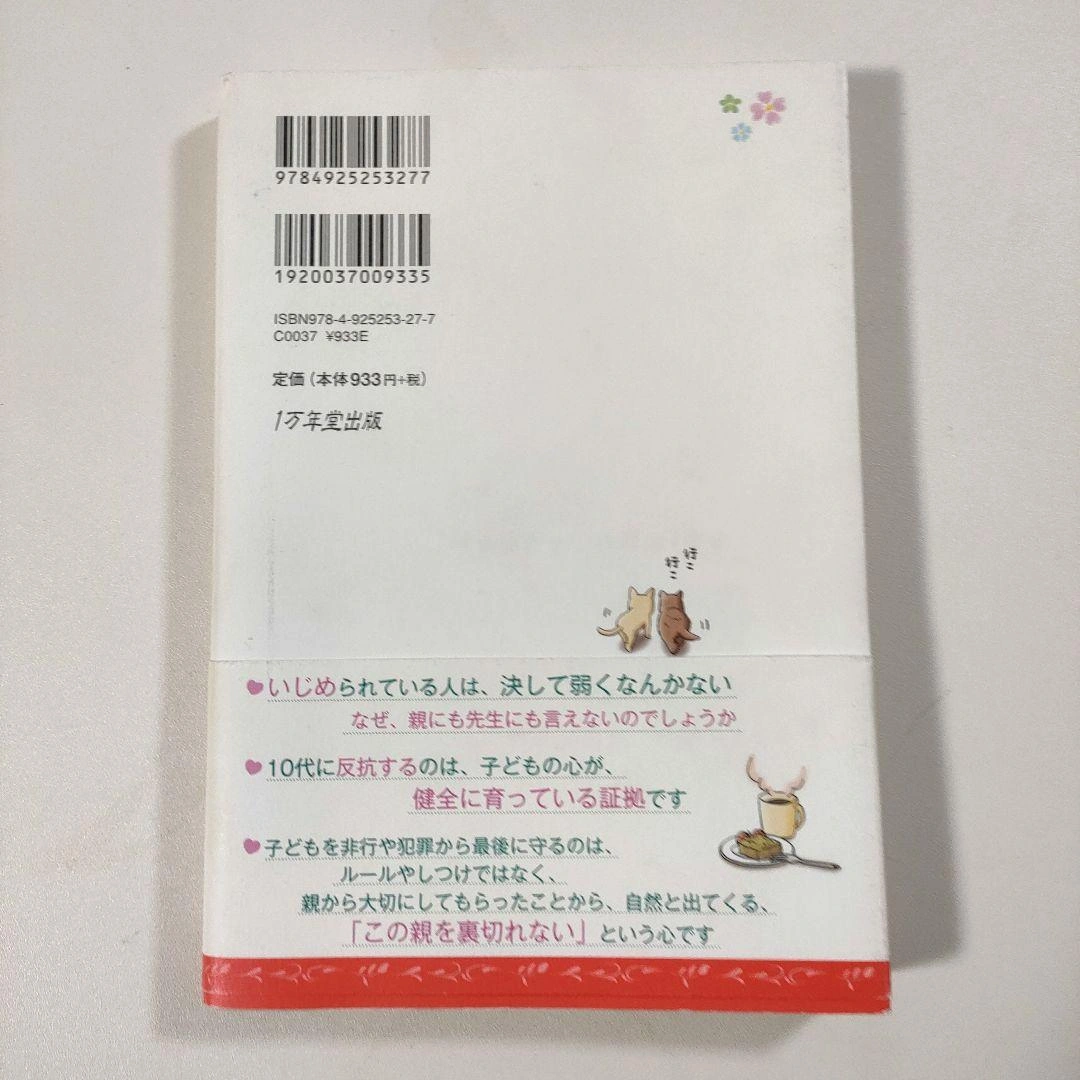 9784925253277
1920037009335
ISBN978-4-925253-27-7
C0037 ¥933E
定価(本体933円+税)
1万年堂出版
行こ
行こ
いじめられている人は、決して弱くなんかない
なぜ、親にも先生にも言えないのでしょうか
10代に反抗するのは、子どもの心が、
健全に育っている証拠です
子どもを非行や犯罪から最後に守るのは、
ルールやしつけではなく、
親から大切にしてもらったことから、自然と出てくる、
「この親を裏切れない」という心です